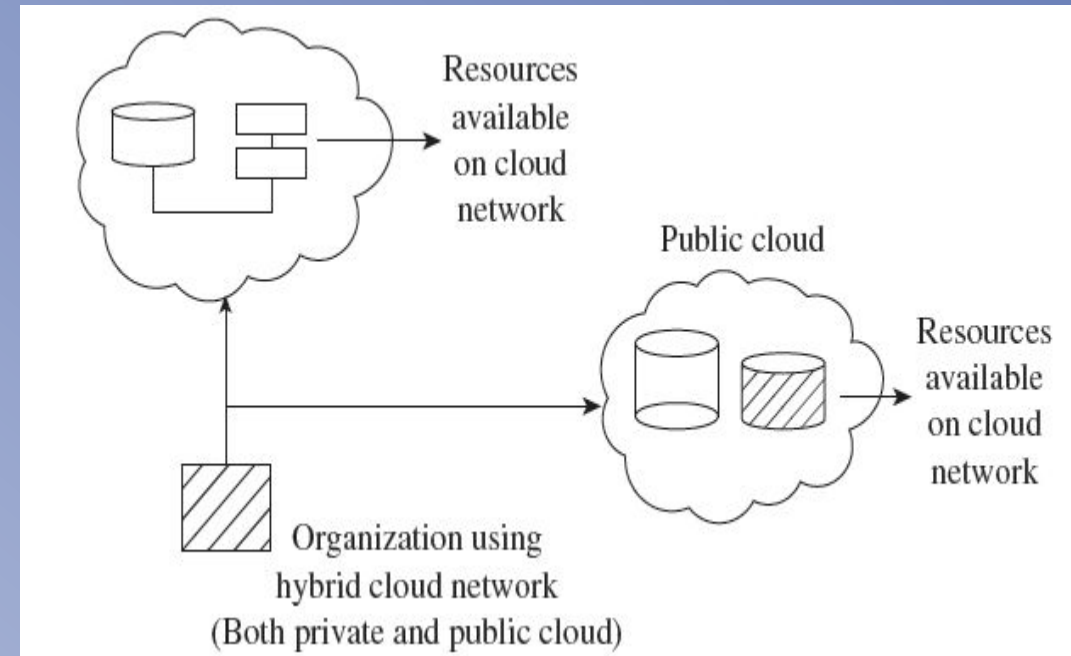 Resources
available
on cloud
network
Public cloud
Resources
available
on cloud
network
Organization using
hybrid cloud network
(Both private and public cloud)